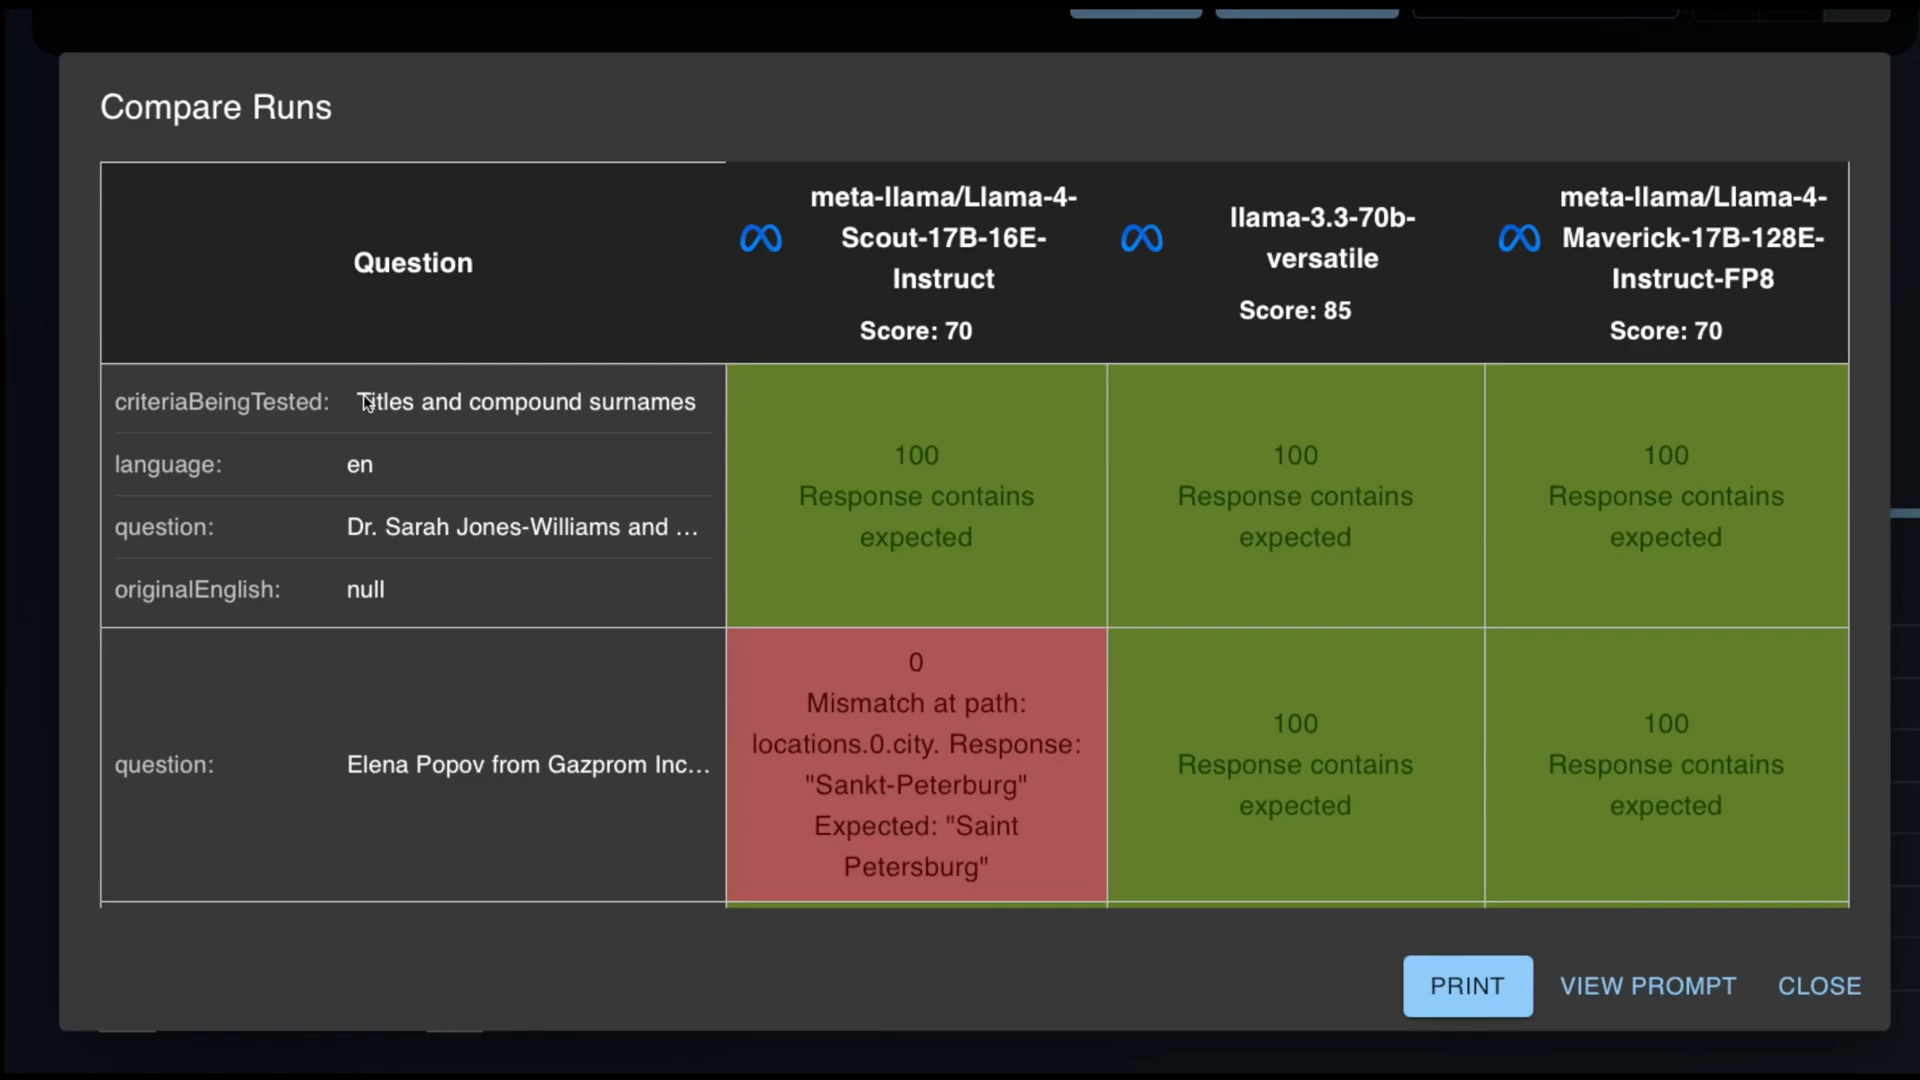 Compare Runs
Question
meta-llama/Llama-4-
Scout-17B-16E-
Instruct
Score: 70
llama-3.3-70b-
versatile
Score: 85
meta-llama/Llama-4-
Maverick-17B-128E-
Instruct-FP8
Score: 70
criteriaBeingTested: Titles and compound surnames
language: en
question: Dr. Sarah Jones-Williams and ...
originalEnglish: null
100
Response contains
expected
100
Response contains
expected
100
Response contains
expected
question: Elena Popov from Gazprom Inc...
0
Mismatch at path:
locations.0.city. Response:
"Sankt-Peterburg"
Expected: "Saint
Petersburg"
100
Response contains
expected
100
Response contains
expected
PRINT VIEW PROMPT CLOSE